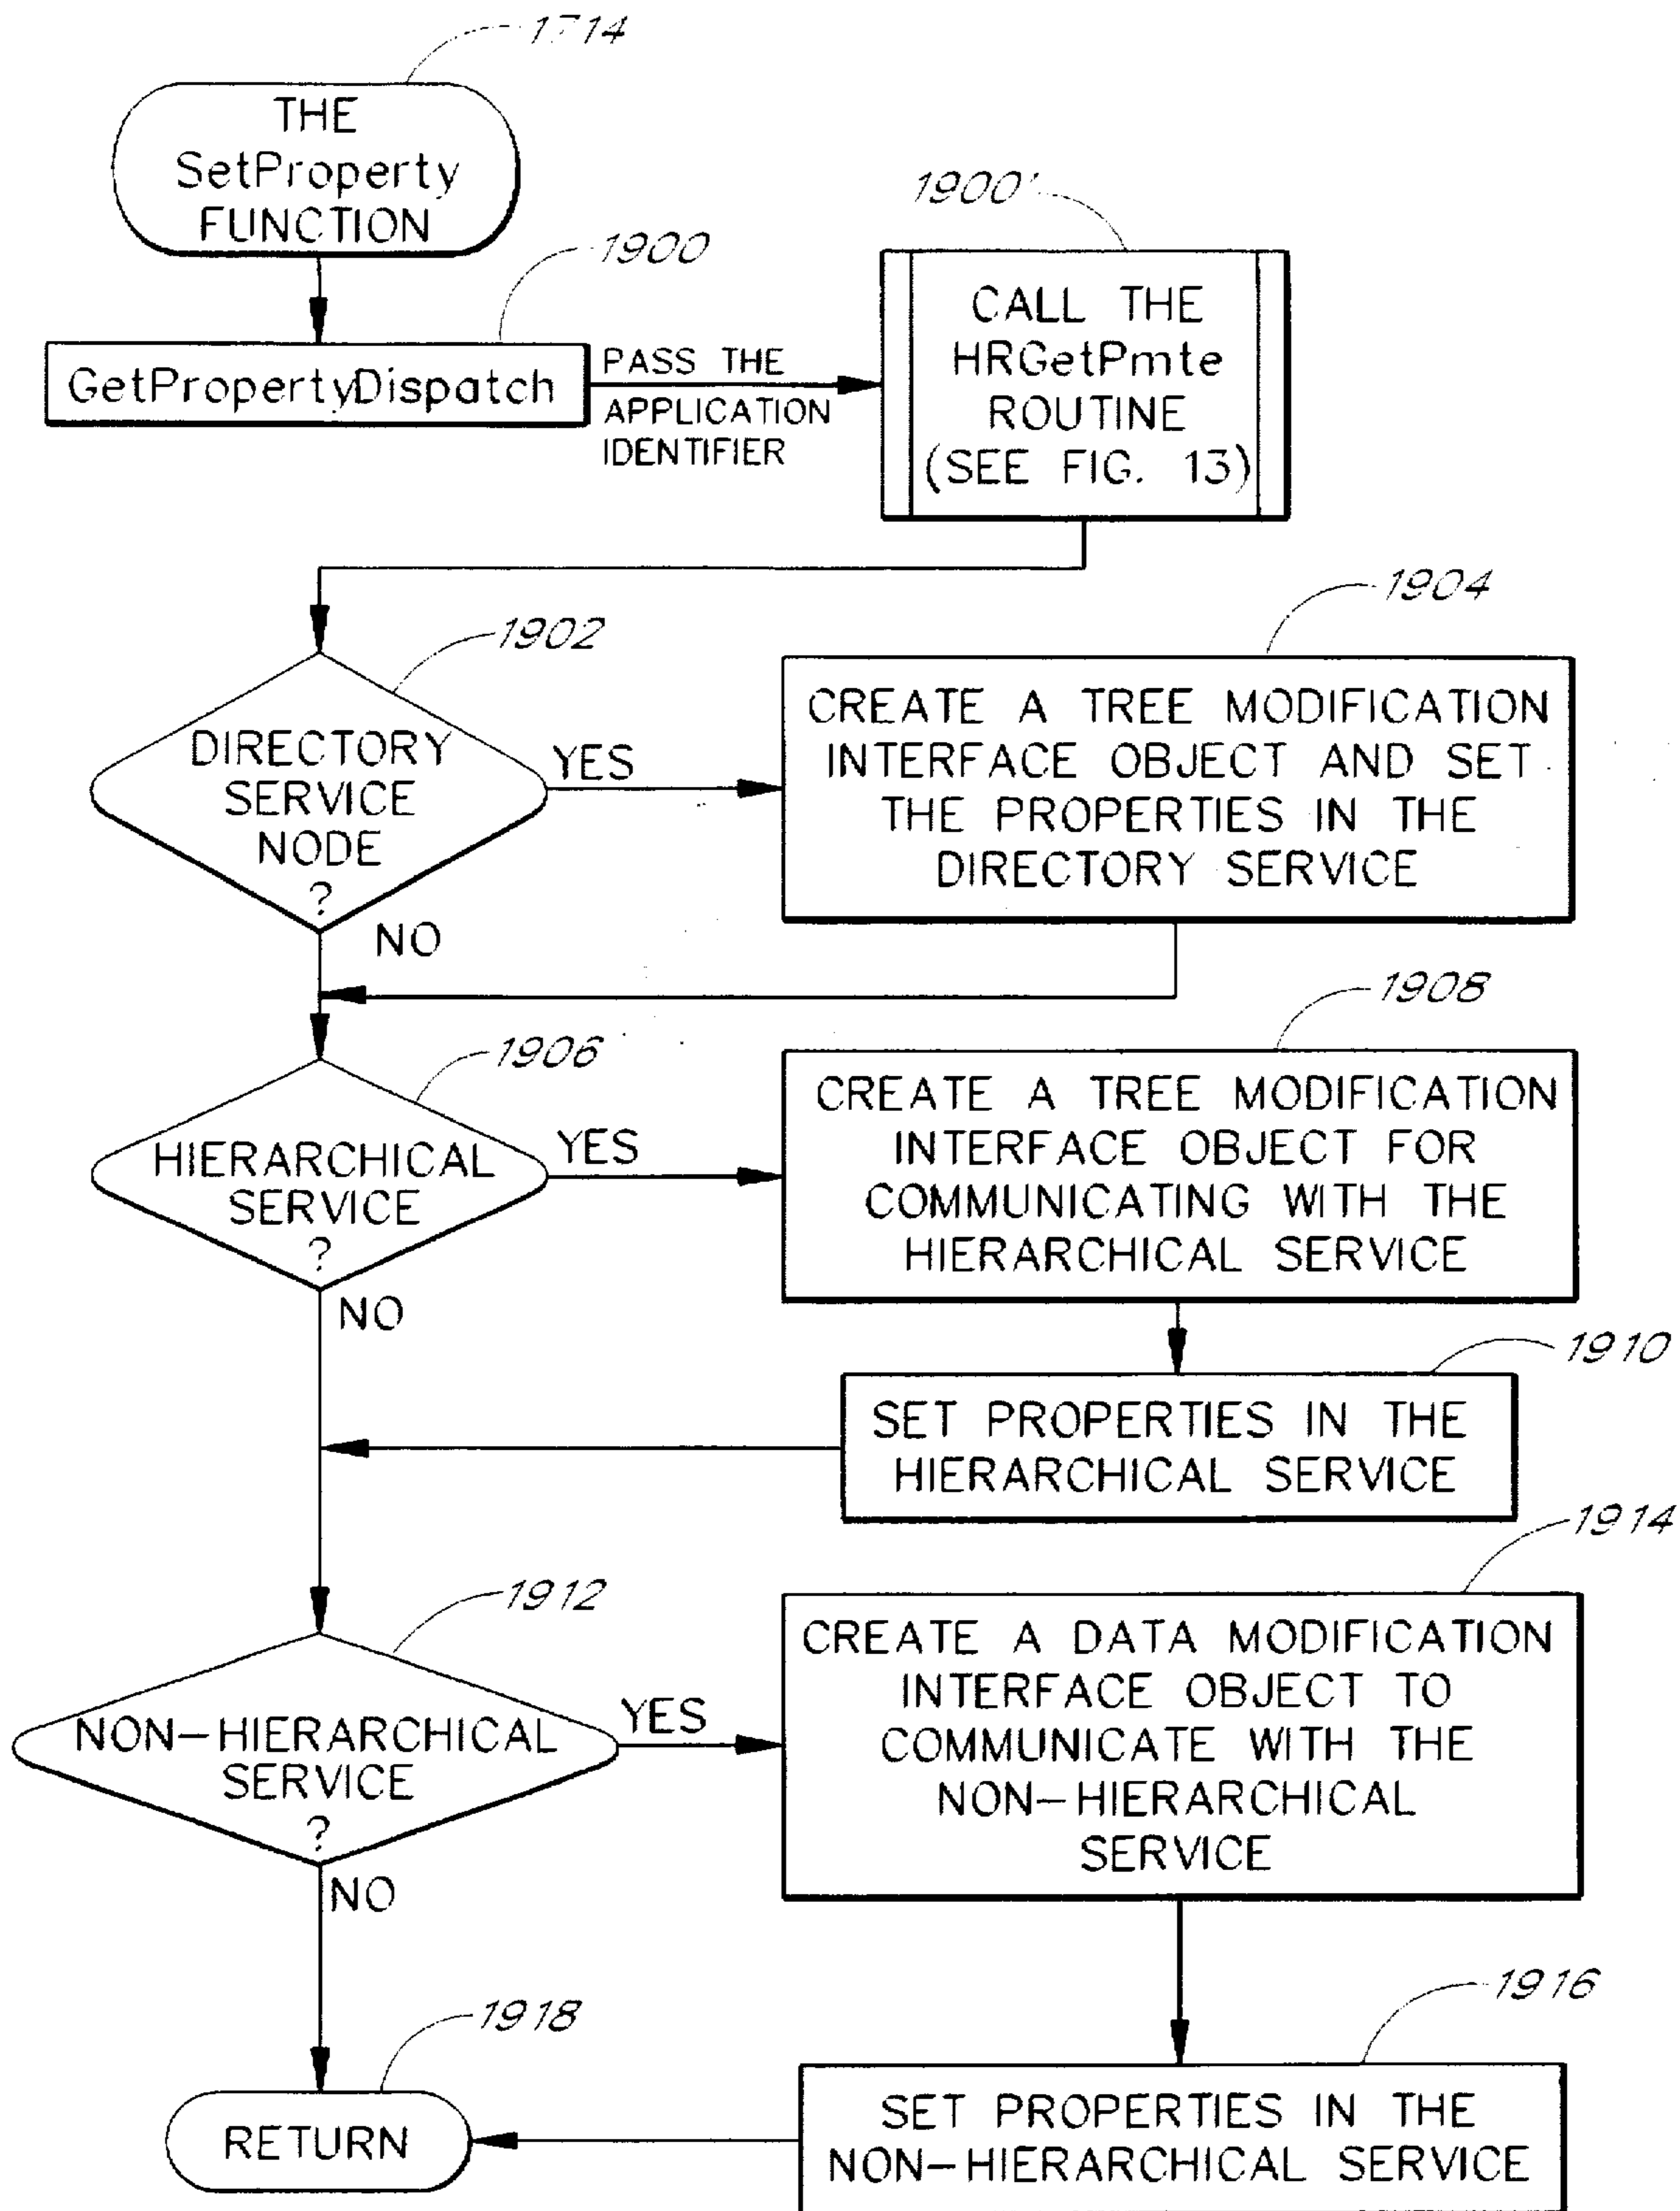 1714
THE
SetProperty
FUNCTION
1900
GetPropertyDispatch
PASS THE
APPLICATION
IDENTIFIER
1900'
CALL THE
HRGetPmte
ROUTINE
(SEE FIG. 13)
1902
DIRECTORY
SERVICE
NODE
?
YES
NO
1904
CREATE A TREE MODIFICATION
INTERFACE OBJECT AND SET
THE PROPERTIES IN THE
DIRECTORY SERVICE
1906
HIERARCHICAL
SERVICE
?
YES
NO
1908
CREATE A TREE MODIFICATION
INTERFACE OBJECT FOR
COMMUNICATING WITH THE
HIERARCHICAL SERVICE
1910
SET PROPERTIES IN THE
HIERARCHICAL SERVICE
1912
NON-HIERARCHICAL
SERVICE
?
YES
NO
1914
CREATE A DATA MODIFICATION
INTERFACE OBJECT TO
COMMUNICATE WITH THE
NON-HIERARCHICAL
SERVICE
1916
SET PROPERTIES IN THE
NON-HIERARCHICAL SERVICE
1918
RETURN